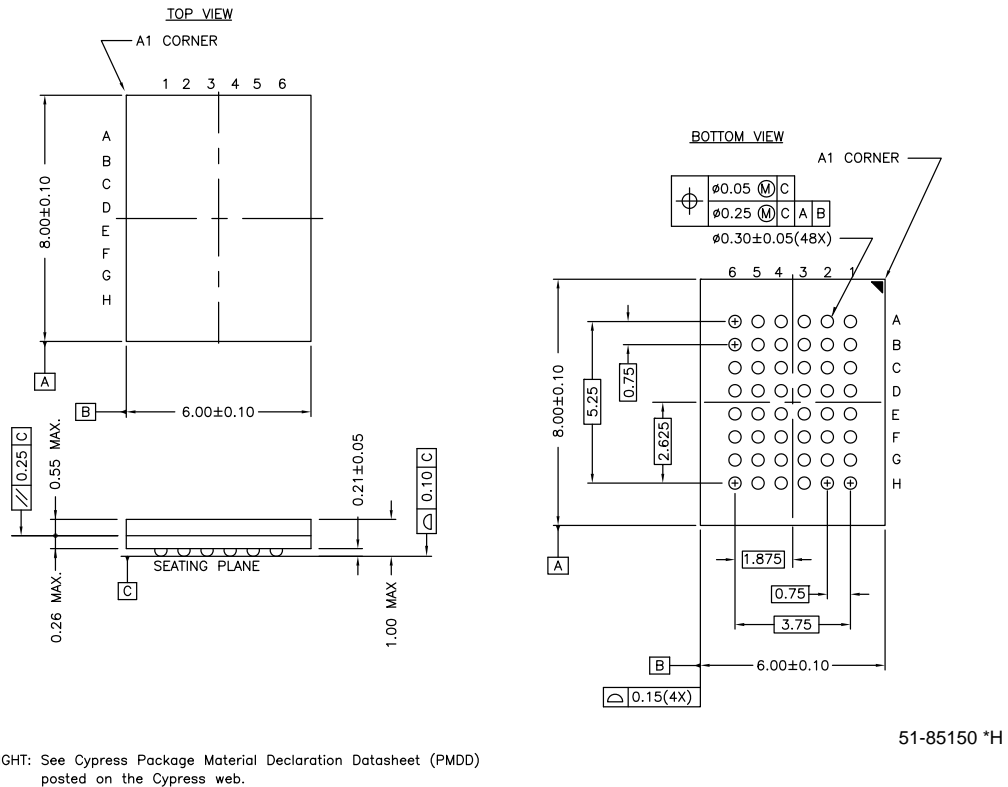 TOP VIEW
A1 CORNER
1 2 3 4 5 6
A
B
C
D
E
F
G
H
8.00±0.10
A
B
6.00±0.10
// 0.25 C
0.55 MAX.
0.21±0.05
0.10 C
SEATING PLANE
C
0.26 MAX.
1.00 MAX
BOTTOM VIEW
A1 CORNER
ø0.05 Ⓜ C
ø0.25 Ⓜ C A B
ø0.30±0.05(48X)
6 5 4 3 2 1
A
B
C
D
E
F
G
H
8.00±0.10
5.25
0.75
2.625
A
1.875
0.75
3.75
B
6.00±0.10
0.15(4X)
51-85150 *H
GHT: See Cypress Package Material Declaration Datasheet (PMDD)
posted on the Cypress web.